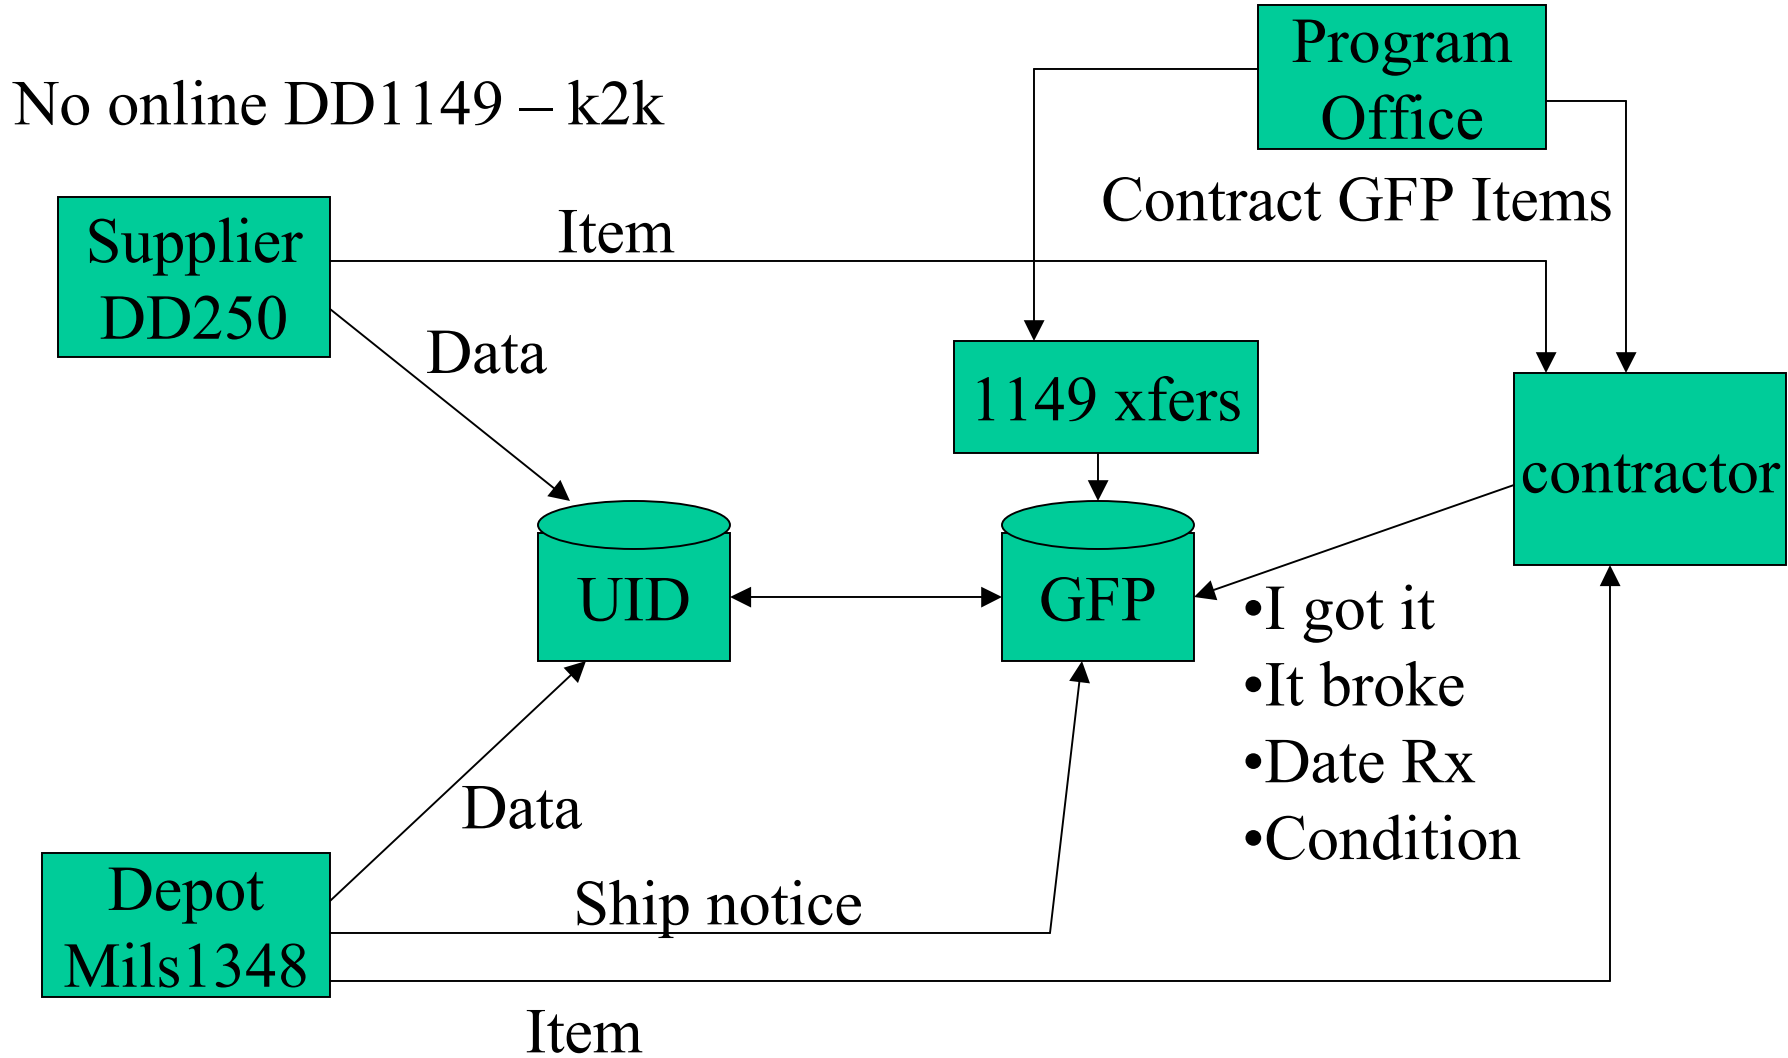 Program
Office
No online DD1149 – k2k
Contract GFP Items
Supplier
DD250
Item
Data
1149 xfers
contractor
UID
GFP
•I got it
•It broke
•Date Rx
•Condition
Data
Depot
Mils1348
Ship notice
Item